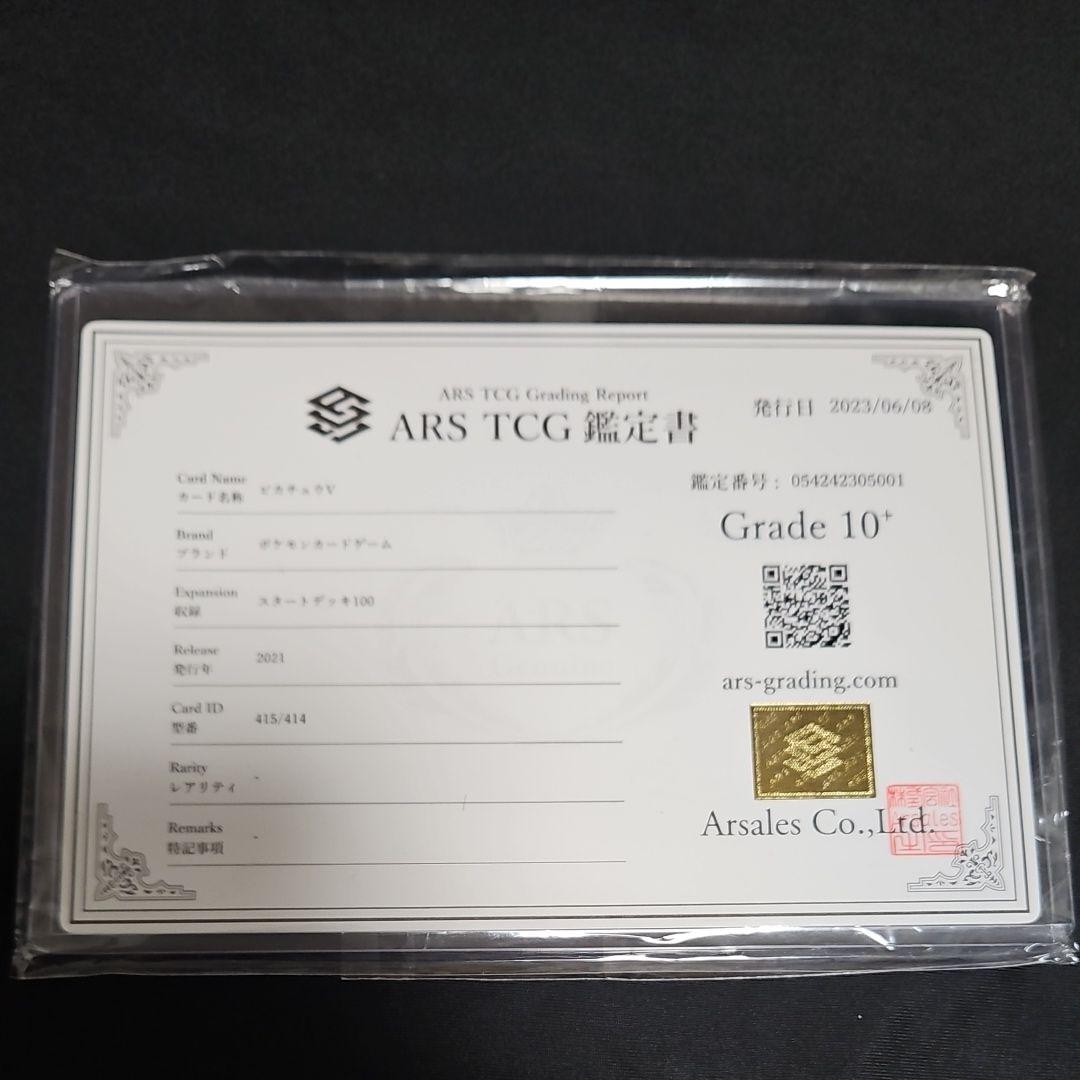 ARS TCG Grading Report
ARS TCG 鑑定書
発行日 2023/06/08
Card Name
カード名称
ピカチュウV
Brand
ブランド
ポケモンカードゲーム
Expansion
収録
スタートデッキ100
Release
発行年
2021
Card ID
型番
415/414
Rarity
レアリティ
-
Remarks
特記事項
-
鑑定番号: 054242305001
Grade 10+
ars-grading.com
Arsales Co.,Ltd.
ARS
Genuine